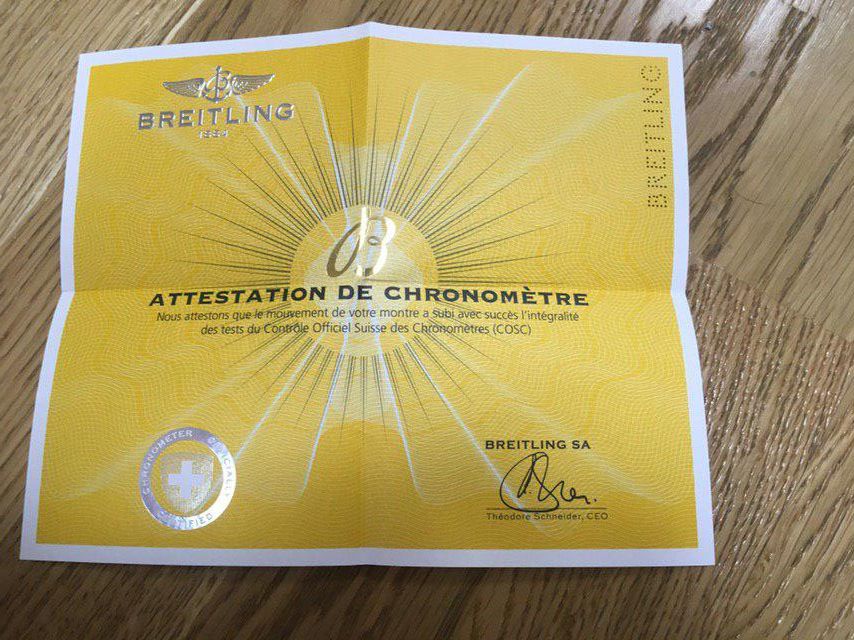 BREITLING
1884
BREITLING
B
ATTESTATION DE CHRONOMÈTRE
Nous attestons que le mouvement de votre montre a subi avec succès l'intégralité
des tests du Contrôle Officiel Suisse des Chronomètres (COSC)
CHRONOMETER OFFICIALLY
CERTIFIED
BREITLING SA
Théodore Schneider, CEO